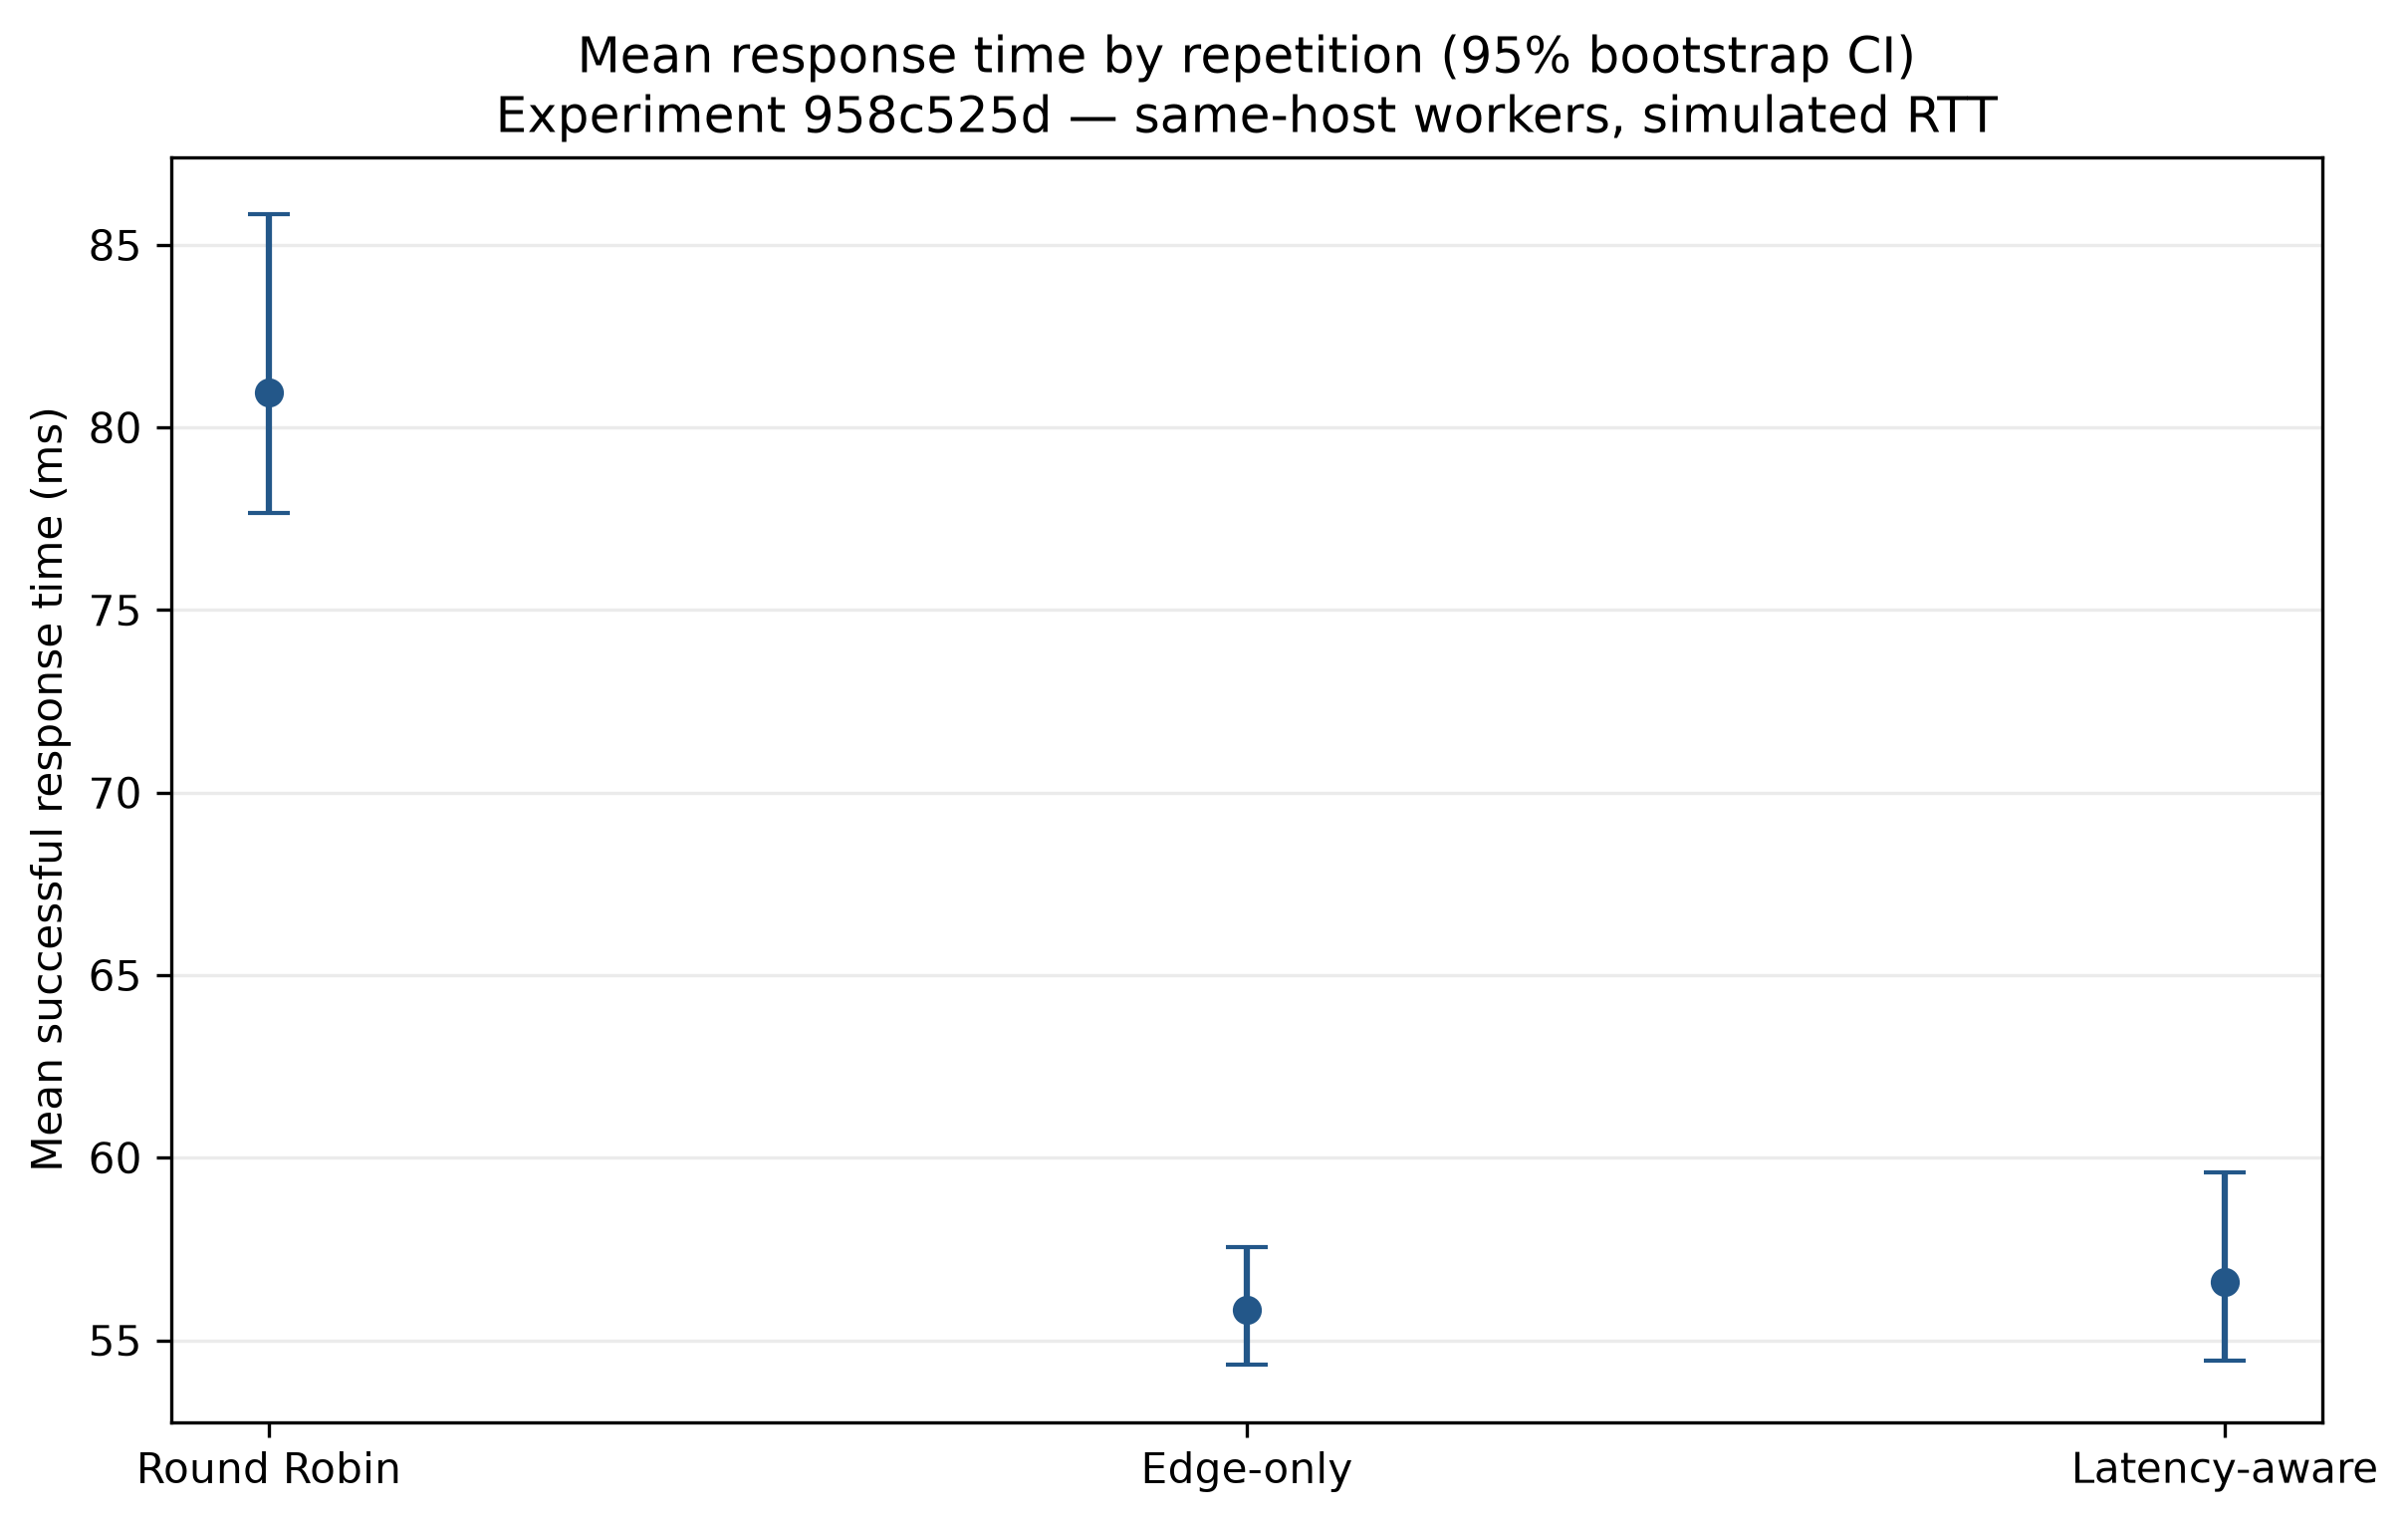 Mean response time by repetition (95% bootstrap CI)
Experiment 958c525d — same-host workers, simulated RTT
Mean successful response time (ms)
85
80
75
70
65
60
55
Round Robin
Edge-only
Latency-aware